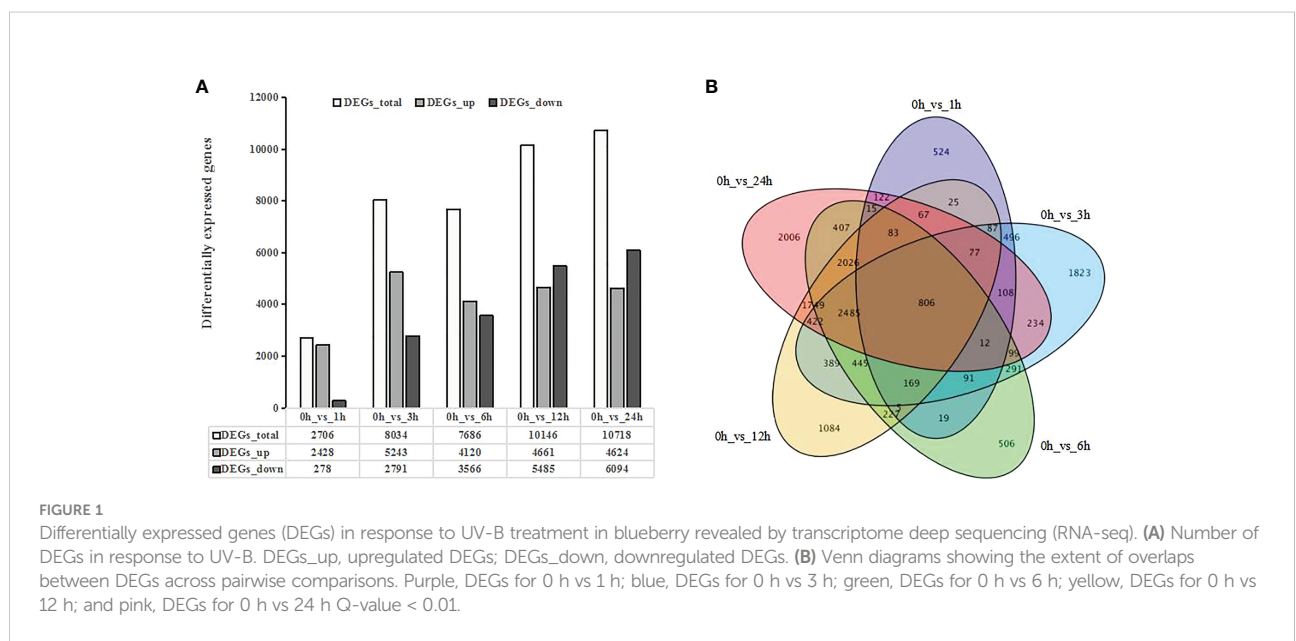 A
12000
10000
8000
6000
4000
2000
0
Differentially expressed genes
DEGs_total DEGs_up DEGs_down
0h_vs_1h 0h_vs_3h 0h_vs_6h 0h_vs_12h 0h_vs_24h
DEGs_total 2706 8034 7686 10146 10718
DEGs_up 2428 5243 4120 4661 4624
DEGs_down 278 2791 3566 5485 6094
B
0h_vs_1h
524
0h_vs_24h
122
15
67
25
0h_vs_3h
407
83
87
496
2006
2026
77
1823
108
1749
422
2485
806
234
12
99
291
389
445
169
91
5
227
19
0h_vs_12h
1084
506
0h_vs_6h
FIGURE 1
Differentially expressed genes (DEGs) in response to UV-B treatment in blueberry revealed by transcriptome deep sequencing (RNA-seq). (A) Number of
DEGs in response to UV-B. DEGs_up, upregulated DEGs; DEGs_down, downregulated DEGs. (B) Venn diagrams showing the extent of overlaps
between DEGs across pairwise comparisons. Purple, DEGs for 0 h vs 1 h; blue, DEGs for 0 h vs 3 h; green, DEGs for 0 h vs 6 h; yellow, DEGs for 0 h vs
12 h; and pink, DEGs for 0 h vs 24 h Q-value < 0.01.